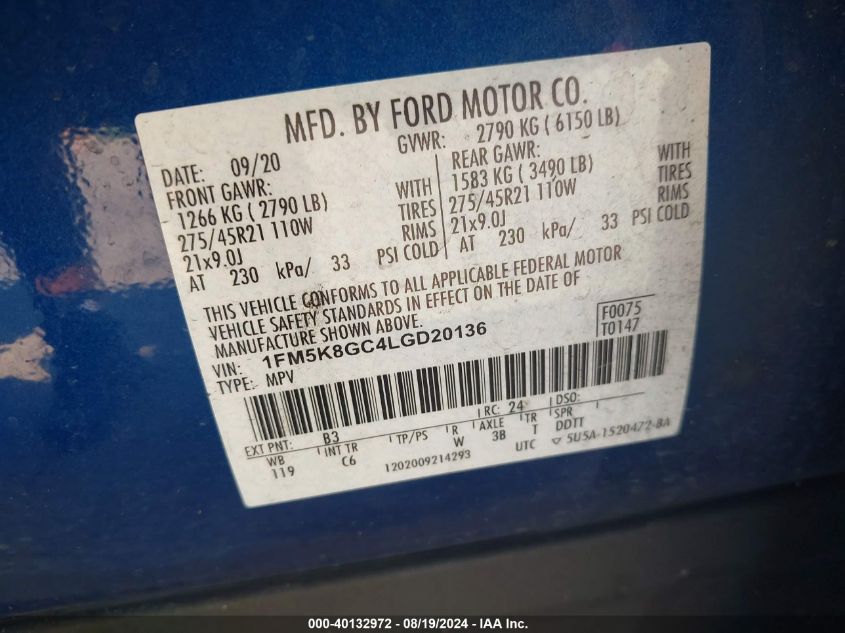 MFD. BY FORD MOTOR CO.
DATE: 09/20 GVWR: 2790 KG ( 6150 LB)
FRONT GAWR: REAR GAWR:
1266 KG ( 2790 LB) WITH 1583 KG ( 3490 LB) WITH
275/45R21 110W TIRES 275/45R21 110W TIRES
21x9.0J RIMS 21x9.0J RIMS
AT 230 kPa/ 33 PSI COLD AT 230 kPa/ 33 PSI COLD
THIS VEHICLE CONFORMS TO ALL APPLICABLE FEDERAL MOTOR
VEHICLE SAFETY STANDARDS IN EFFECT ON THE DATE OF
MANUFACTURE SHOWN ABOVE.
F0075
VIN: 1FM5K8GC4LGD20136 T0147
TYPE: MPV
RC: 24 DSO:
EXT PNT: B3
WB INT TR TP/PS R AXLE TR SPR
119 C6 W 3B T DDTT
1202009214293 UTC ▽ 5U5A-1520472-BA
000-40132972 - 08/19/2024 - IAA Inc.